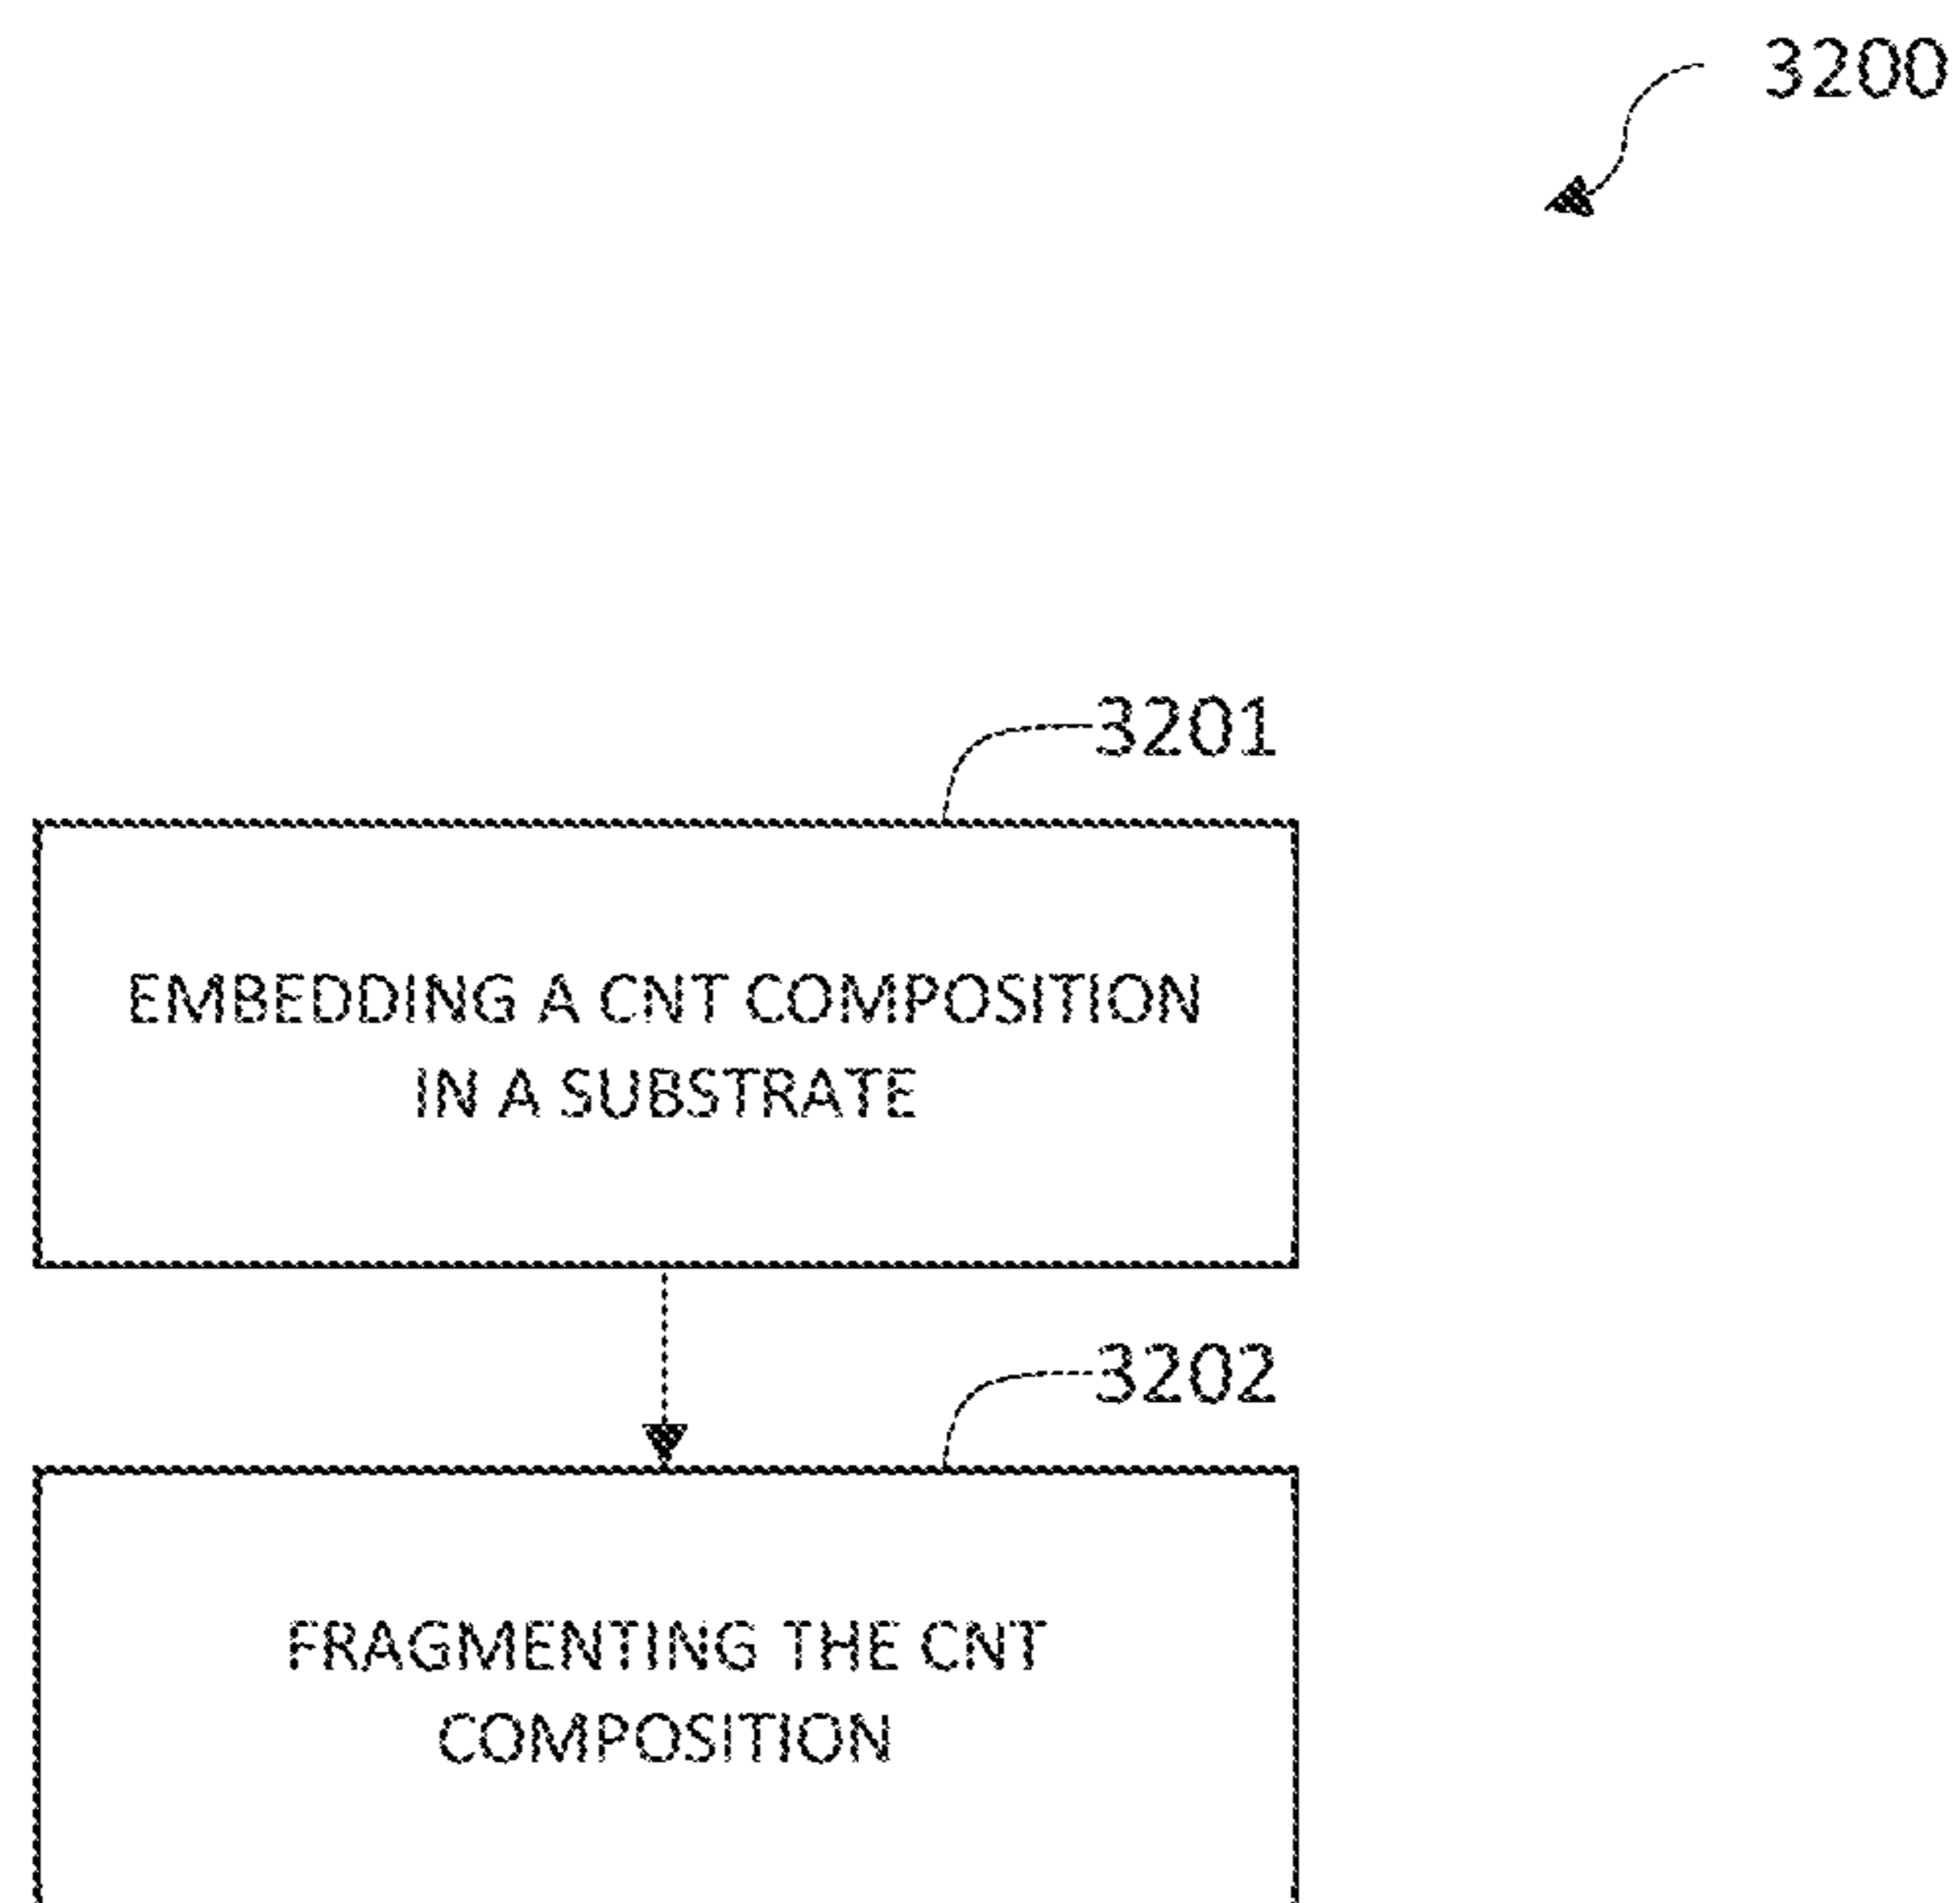 3200
3201
EMBEDDING A CNT COMPOSITION
IN A SUBSTRATE
3202
FRAGMENTING THE CNT
COMPOSITION